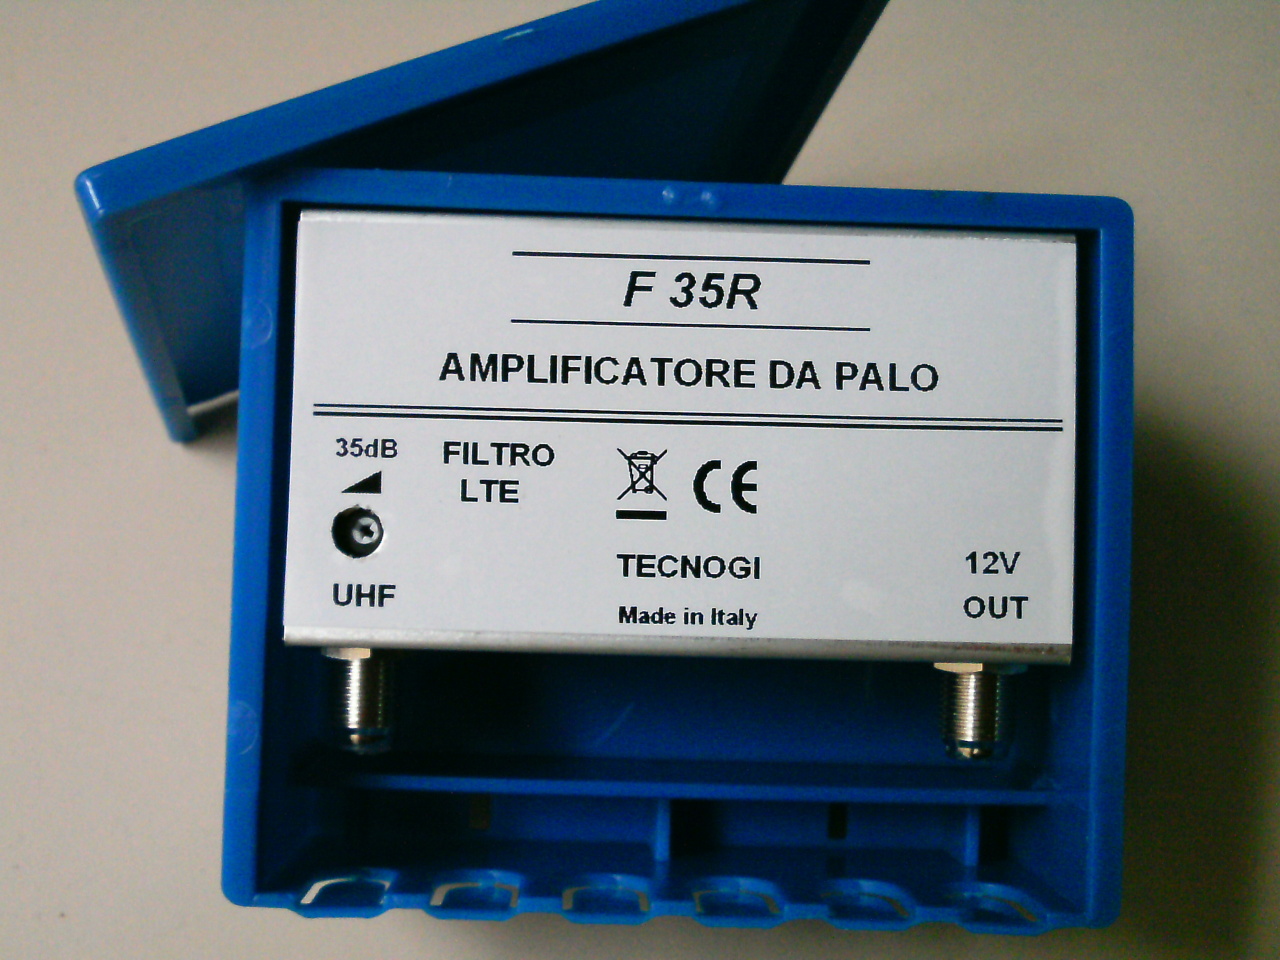 F 35R
AMPLIFICATORE DA PALO
35dB
FILTRO
LTE
CE
UHF
TECNOGI
Made in Italy
12V
OUT